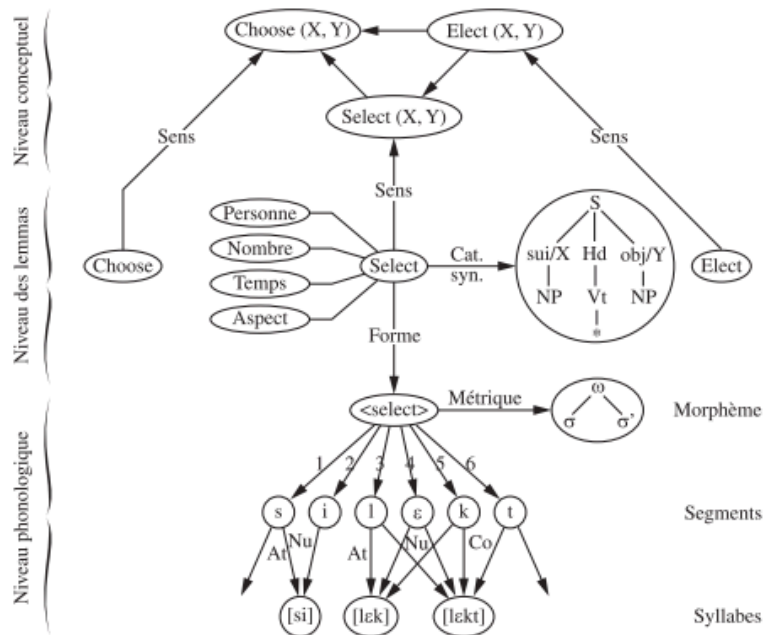 Niveau conceptuel
Choose (X, Y)
Elect (X, Y)
Select (X, Y)
Sens
Sens
Sens
Niveau des lemmas
Personne
Nombre
Temps
Aspect
Choose
Select
Cat.
syn.
S
sui/X Hd obj/Y
NP Vt NP
*
Elect
Forme
Niveau phonologique
<select>
Métrique
ω
σ σ’
Morphème
1 2 3 4 5 6
s i l ε k t
Segments
At Nu At Nu Co
[si] [lεk] [lεkt]
Syllabes